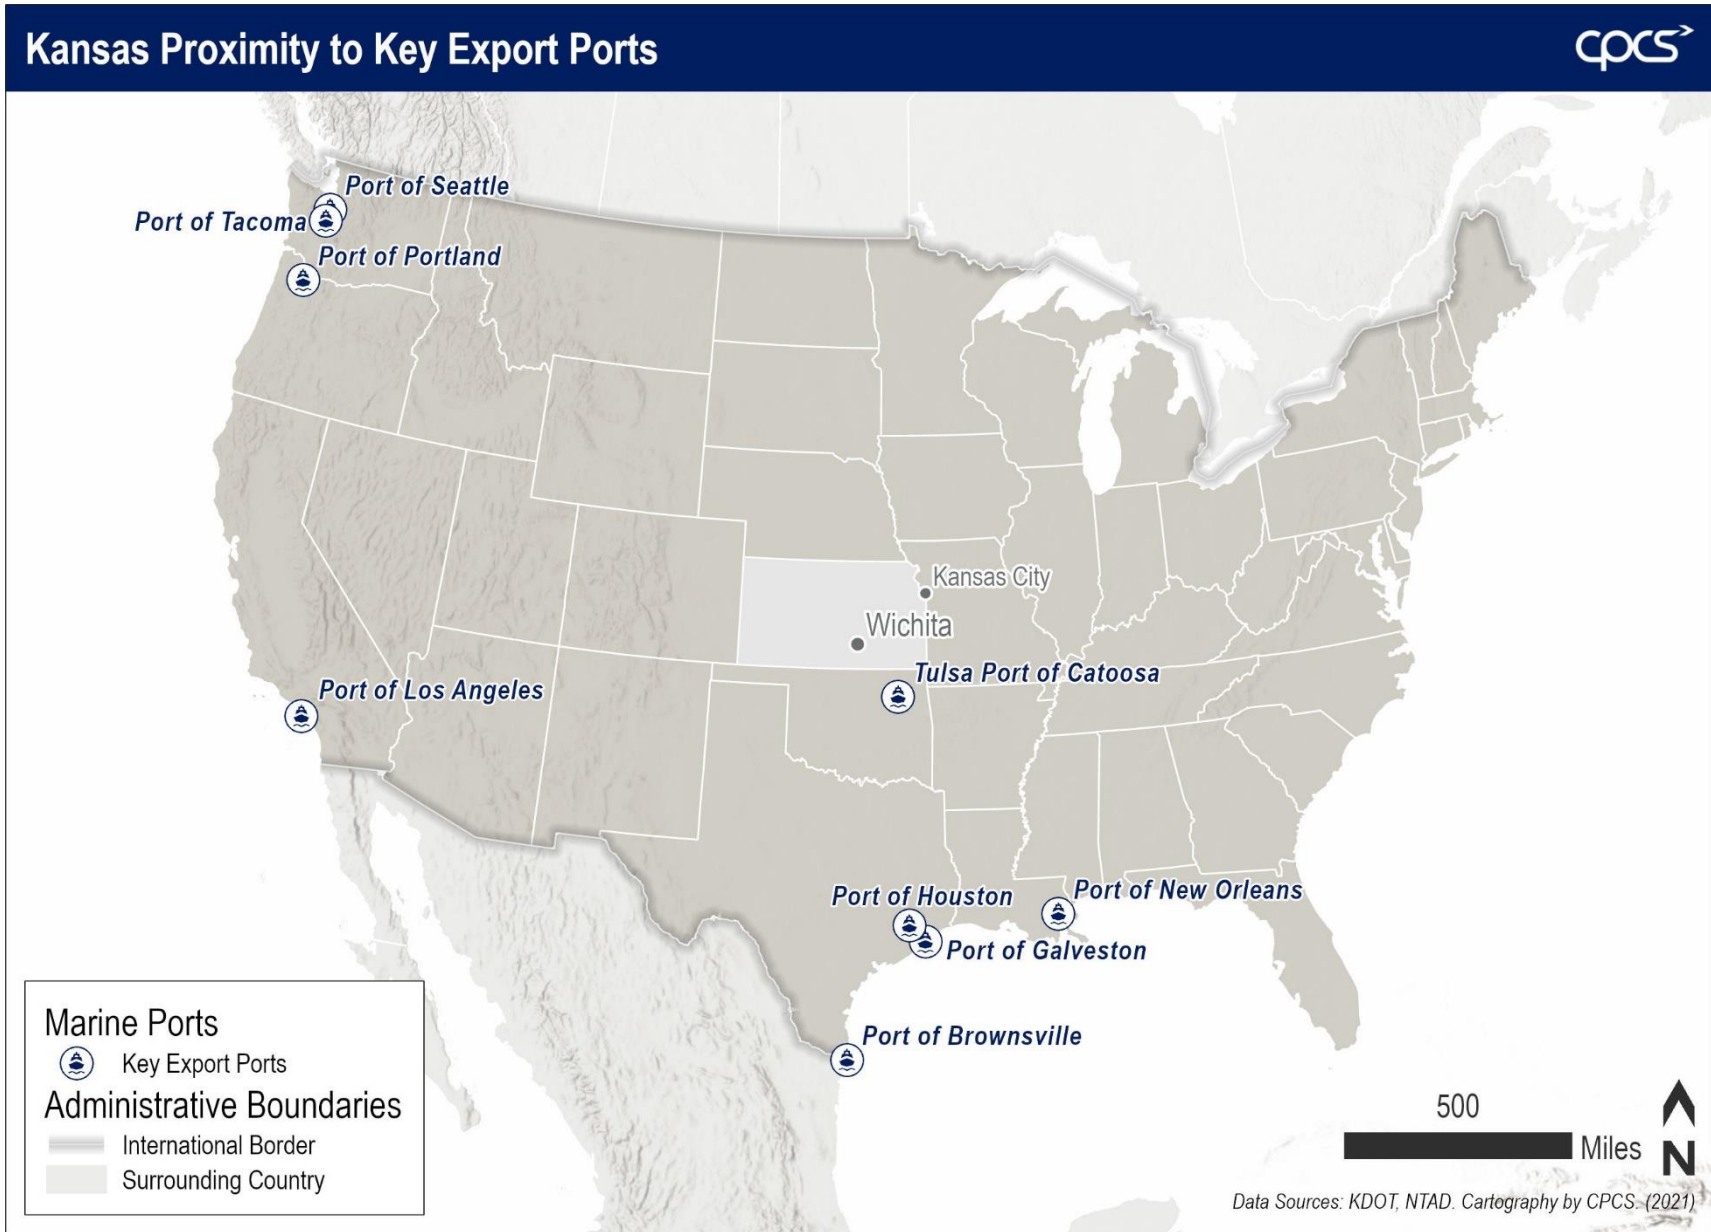 Kansas Proximity to Key Export Ports
cpcs
Port of Seattle
Port of Tacoma
Port of Portland
Kansas City
Wichita
Tulsa Port of Catoosa
Port of Los Angeles
Port of Houston
Port of New Orleans
Port of Galveston
Port of Brownsville
Marine Ports
Key Export Ports
Administrative Boundaries
International Border
Surrounding Country
500
Miles
N
Data Sources: KDOT, NTAD. Cartography by CPCS. (2021)